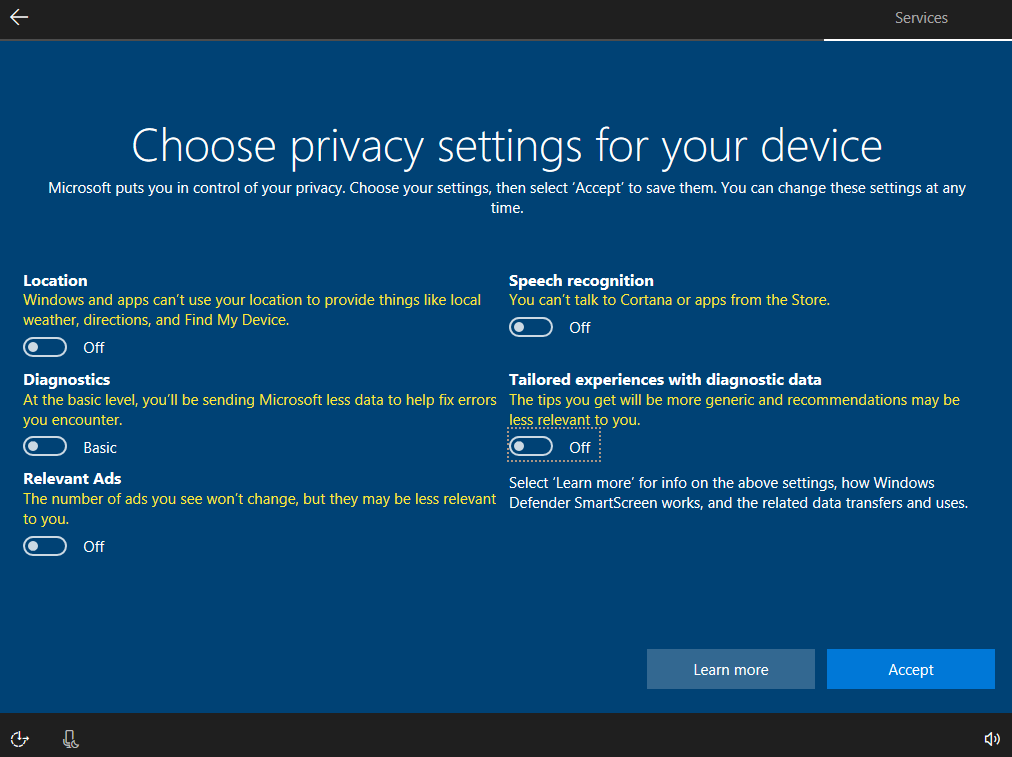 Services
Choose privacy settings for your device
Microsoft puts you in control of your privacy. Choose your settings, then select ‘Accept’ to save them. You can change these settings at any
time.
Location
Windows and apps can’t use your location to provide things like local
weather, directions, and Find My Device.
Off
Diagnostics
At the basic level, you’ll be sending Microsoft less data to help fix errors
you encounter.
Basic
Relevant Ads
The number of ads you see won’t change, but they may be less relevant
to you.
Off
Speech recognition
You can’t talk to Cortana or apps from the Store.
Off
Tailored experiences with diagnostic data
The tips you get will be more generic and recommendations may be
less relevant to you.
Off
Select ‘Learn more’ for info on the above settings, how Windows
Defender SmartScreen works, and the related data transfers and uses.
Learn more
Accept